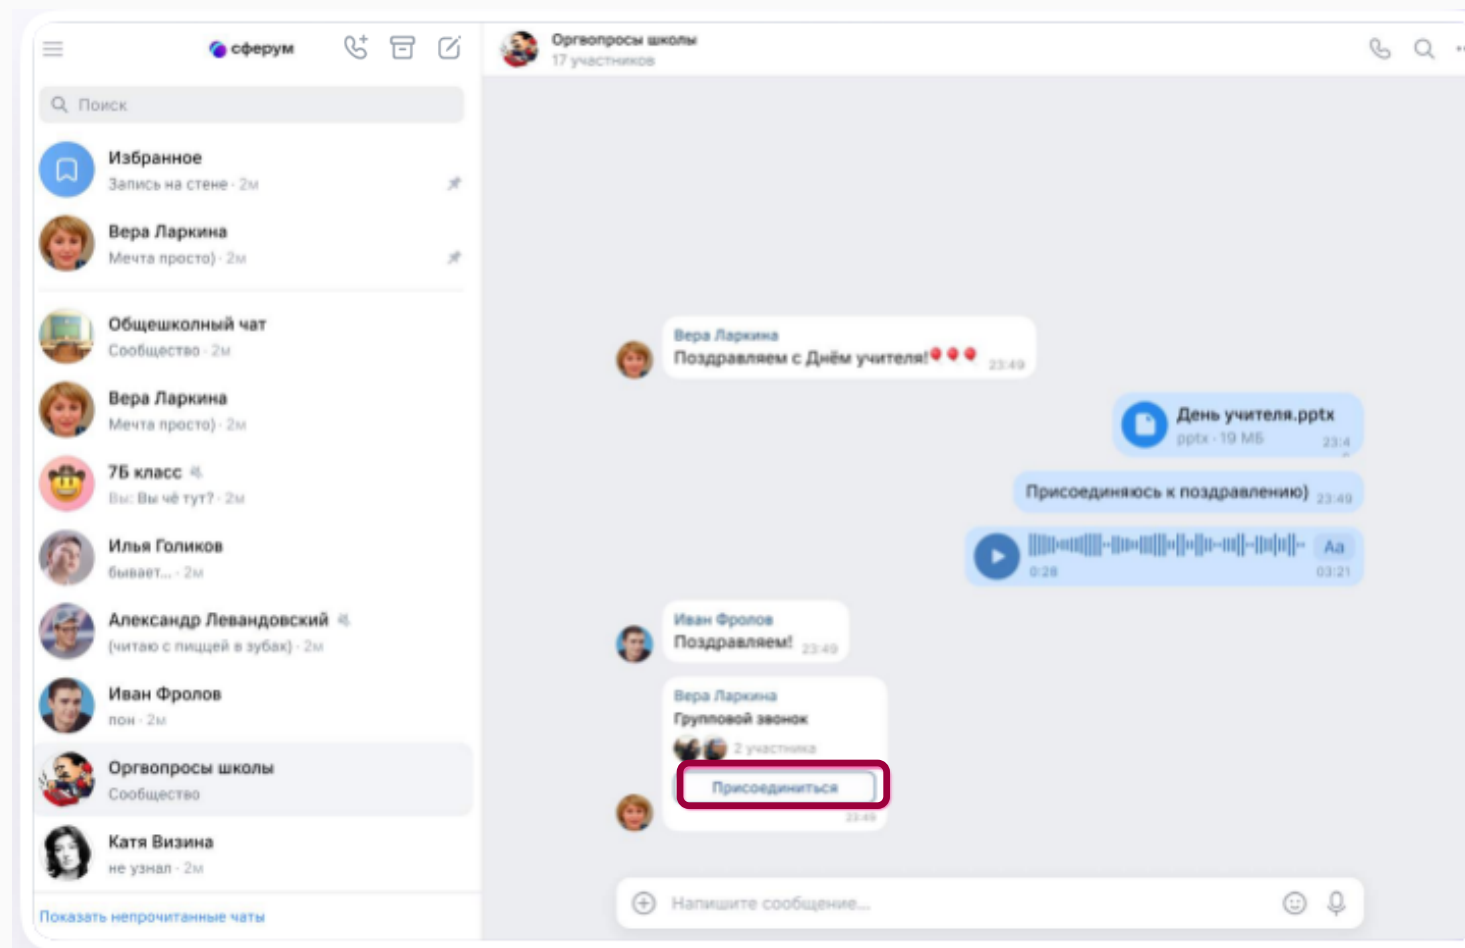 сферум
Поиск
Избранное
Запись на стене · 2м
Вера Ларкина
Мечта просто) · 2м
Общешкольный чат
Сообщество · 2м
Вера Ларкина
Мечта просто) · 2м
7Б класс
Вы: Вы чё тут? · 2м
Илья Голиков
бывает... · 2м
Александр Левандовский
(читаю с пиццей в зубах) · 2м
Иван Фролов
пон · 2м
Оргвопросы школы
Сообщество
Катя Визина
не узнал · 2м
Показать непрочитанные чаты
Оргвопросы школы
17 участников
Вера Ларкина
Поздравляем с Днём учителя! 23:49
День учителя.pptx
pptx · 19 МБ 23:4
Присоединяюсь к поздравлению) 23:49
Aa
0:28 03:21
Иван Фролов
Поздравляем! 23:49
Вера Ларкина
Групповой звонок
2 участника
Присоединиться
23:49
Напишите сообщение...